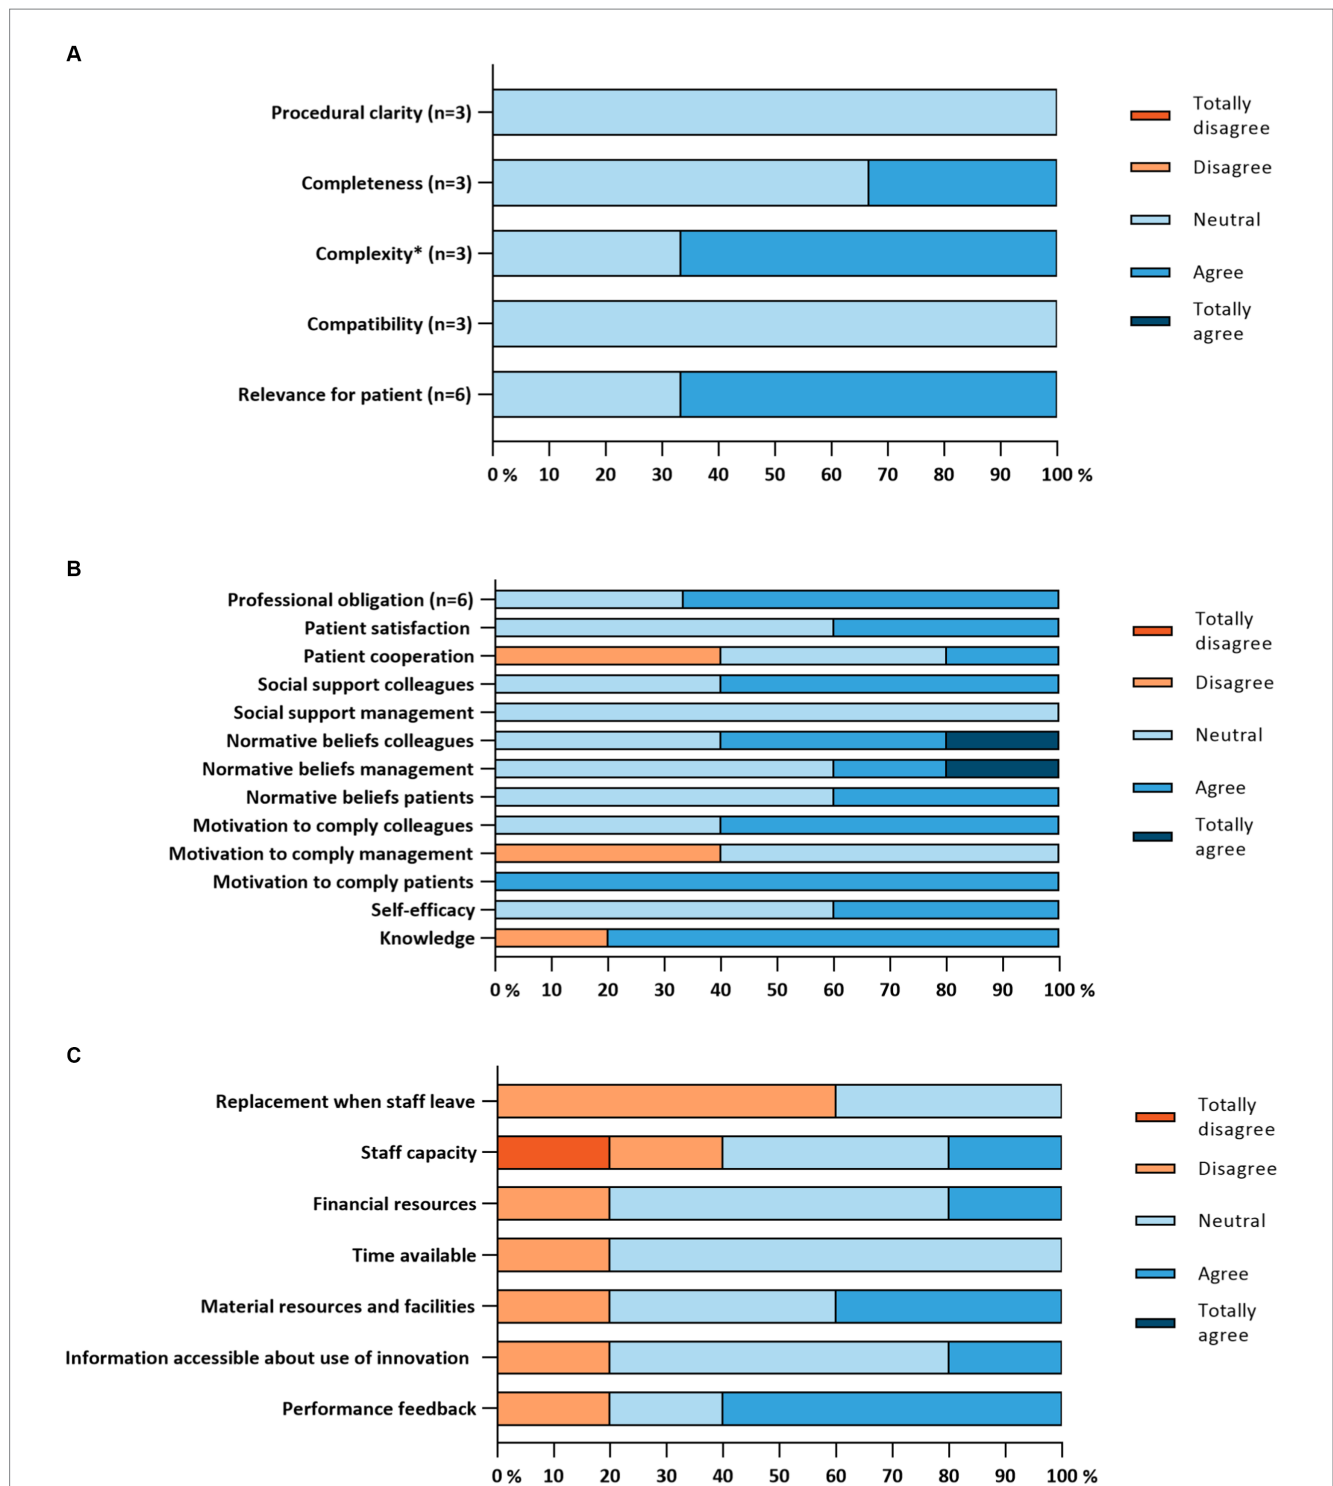 A
Procedural clarity (n=3)
Completeness (n=3)
Complexity* (n=3)
Compatibility (n=3)
Relevance for patient (n=6)
0 % 10 20 30 40 50 60 70 80 90 100 %
Totally
disagree
Disagree
Neutral
Agree
Totally
agree
B
Professional obligation (n=6)
Patient satisfaction
Patient cooperation
Social support colleagues
Social support management
Normative beliefs colleagues
Normative beliefs management
Normative beliefs patients
Motivation to comply colleagues
Motivation to comply management
Motivation to comply patients
Self-efficacy
Knowledge
0 % 10 20 30 40 50 60 70 80 90 100 %
Totally
disagree
Disagree
Neutral
Agree
Totally
agree
C
Replacement when staff leave
Staff capacity
Financial resources
Time available
Material resources and facilities
Information accessible about use of innovation
Performance feedback
0 % 10 20 30 40 50 60 70 80 90 100 %
Totally
disagree
Disagree
Neutral
Agree
Totally
agree